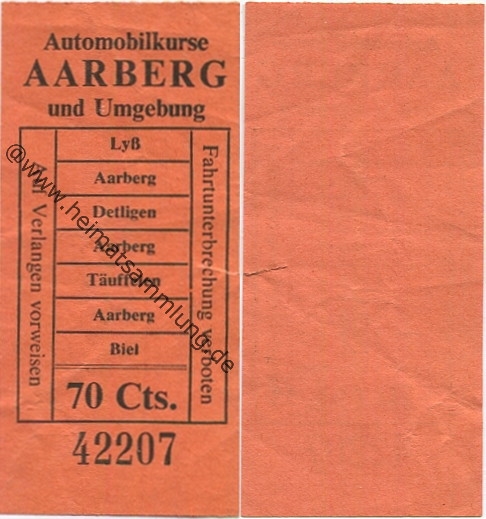 Automobilkurse
AARBERG
und Umgebung
Auf Verlangen vorweisen
Lyß
Aarberg
Detligen
Aarberg
Täuffelen
Aarberg
Biel
70 Cts.
Fahrtunterbrechung verboten
42207
@www.heimatsammlung.de